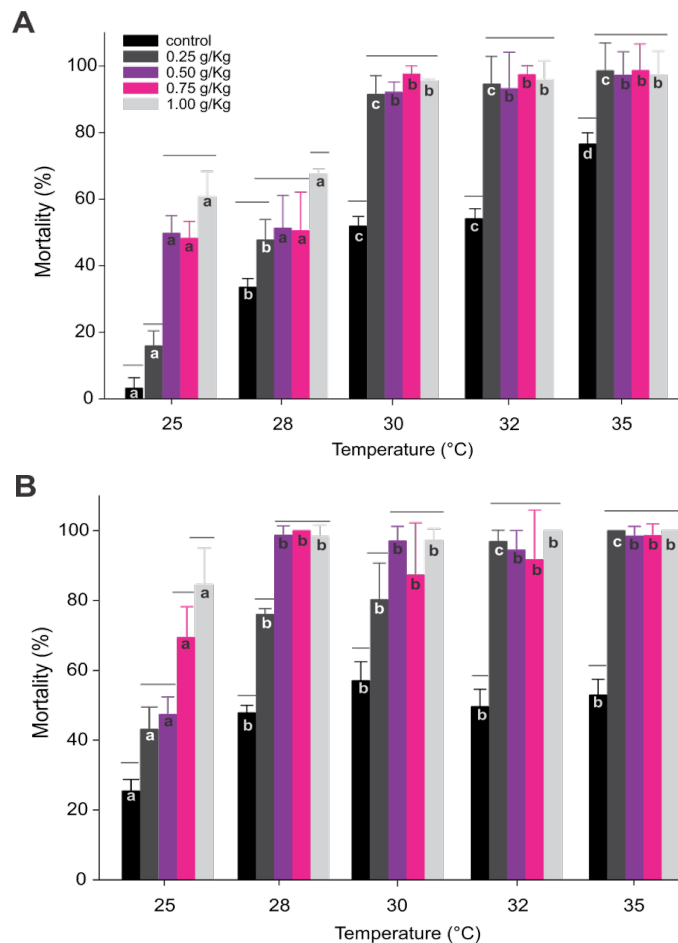 A
control
0.25 g/Kg
0.50 g/Kg
0.75 g/Kg
1.00 g/Kg
Mortality (%)
100
80
60
40
20
0
a a a a a
b b a a a
c c b b b
c c b b b
d c b b b
25 28 30 32 35
Temperature (°C)
B
Mortality (%)
100
80
60
40
20
0
a a a a a
b b b b b
b b b b b
b c b b b
b c b b b
25 28 30 32 35
Temperature (°C)